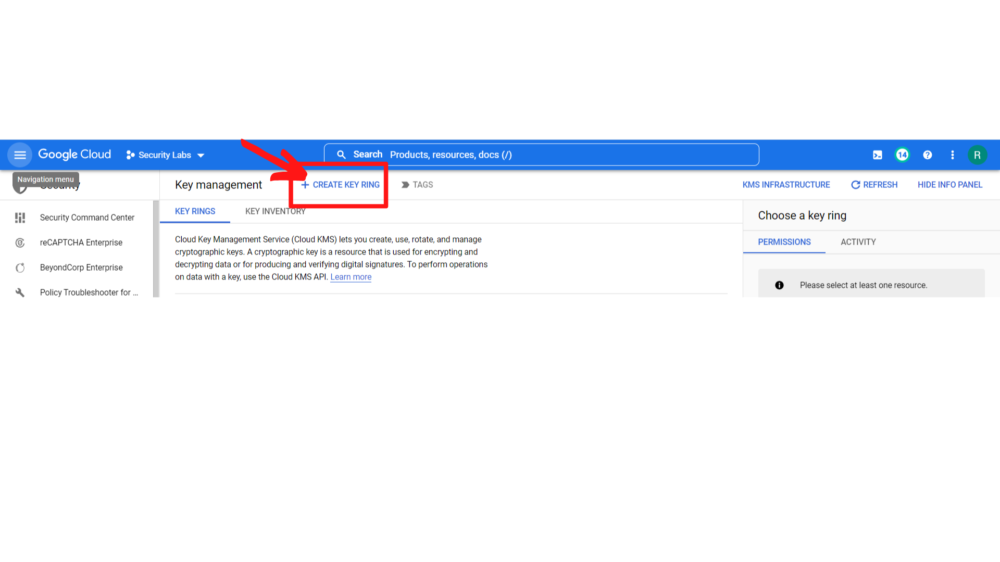 Google Cloud
Security Labs
Search Products, resources, docs (/)
14
?
R
Navigation menu
Security
Key management
+ CREATE KEY RING
TAGS
KMS INFRASTRUCTURE
REFRESH
HIDE INFO PANEL
Security Command Center
reCAPTCHA Enterprise
BeyondCorp Enterprise
Policy Troubleshooter for ...
KEY RINGS
KEY INVENTORY
Cloud Key Management Service (Cloud KMS) lets you create, use, rotate, and manage
cryptographic keys. A cryptographic key is a resource that is used for encrypting and
decrypting data or for producing and verifying digital signatures. To perform operations
on data with a key, use the Cloud KMS API. Learn more
Choose a key ring
PERMISSIONS
ACTIVITY
Please select at least one resource.